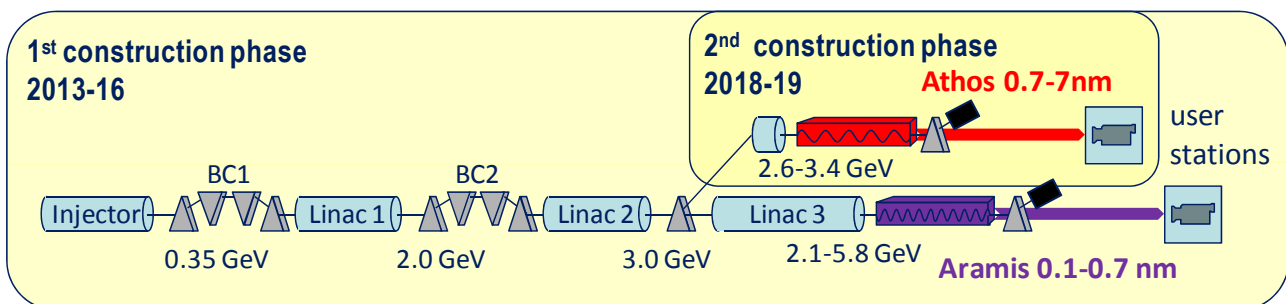 1st construction phase
2013-16
2nd construction phase
2018-19
Athos 0.7-7nm
user
stations
2.6-3.4 GeV
BC1
BC2
Injector
Linac 1
Linac 2
Linac 3
0.35 GeV
2.0 GeV
3.0 GeV
2.1-5.8 GeV
Aramis 0.1-0.7 nm